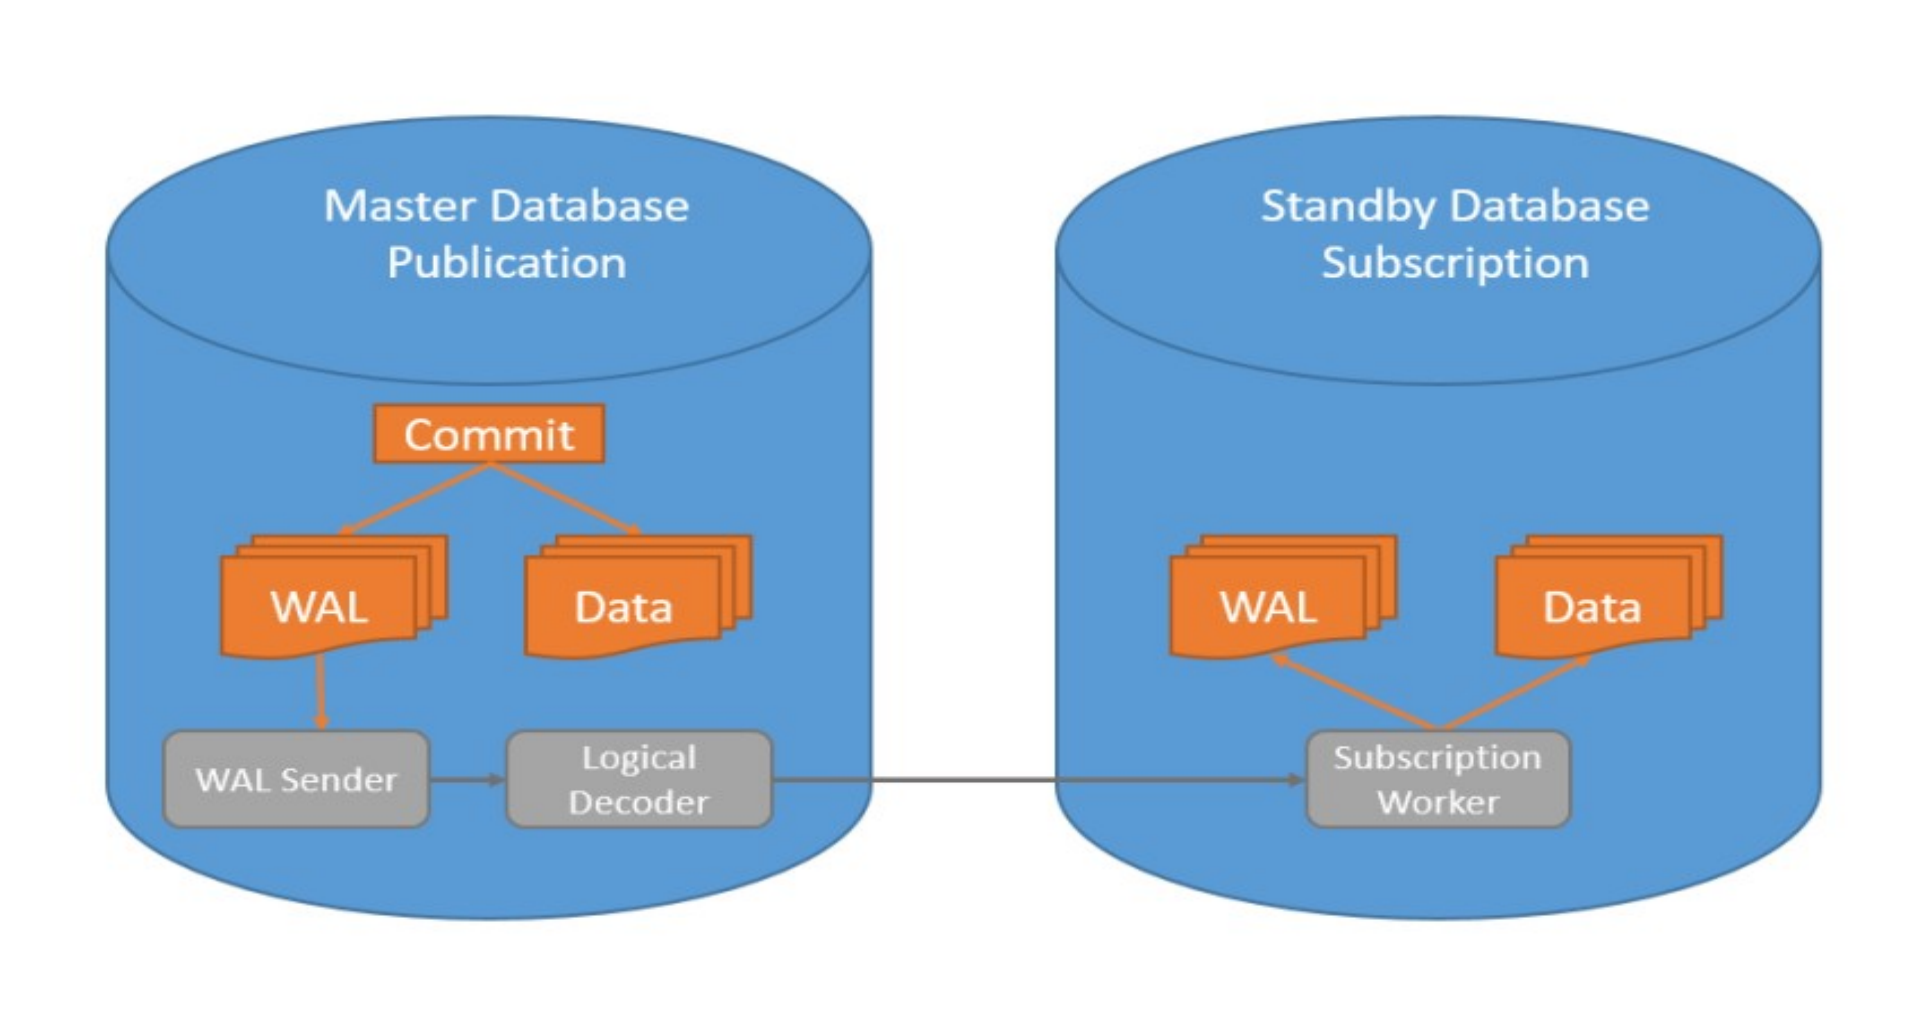 Master Database
Publication
Commit
WAL
Data
WAL Sender
Logical
Decoder
Standby Database
Subscription
WAL
Data
Subscription
Worker